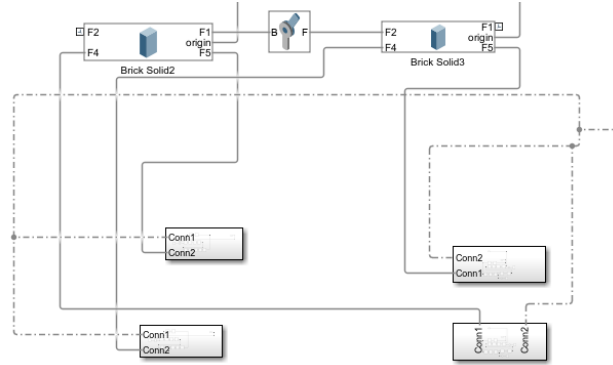 F2 F1 B F F2 F1
origin origin
F4 F5 F4 F5
Brick Solid2 Brick Solid3
Conn1
Conn2
Conn2
Conn1
Conn1 Conn2
Conn1
Conn2